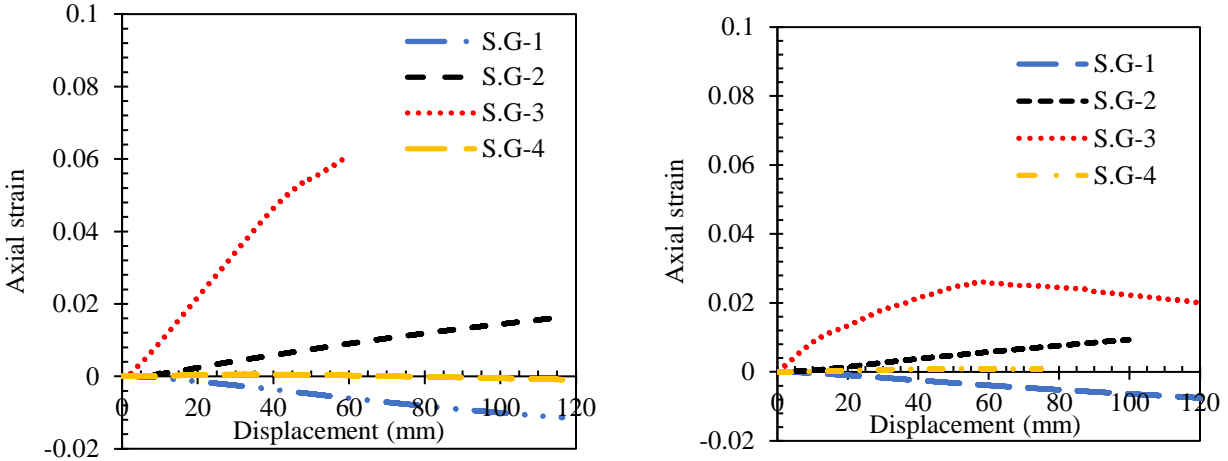 0.1
0.08
0.06
0.04
0.02
0
-0.02
Axial strain
0 20 40 60 80 100 120
Displacement (mm)
S.G-1
S.G-2
S.G-3
S.G-4
0.1
0.08
0.06
0.04
0.02
0
-0.02
Axial strain
0 20 40 60 80 100 120
Displacement (mm)
S.G-1
S.G-2
S.G-3
S.G-4